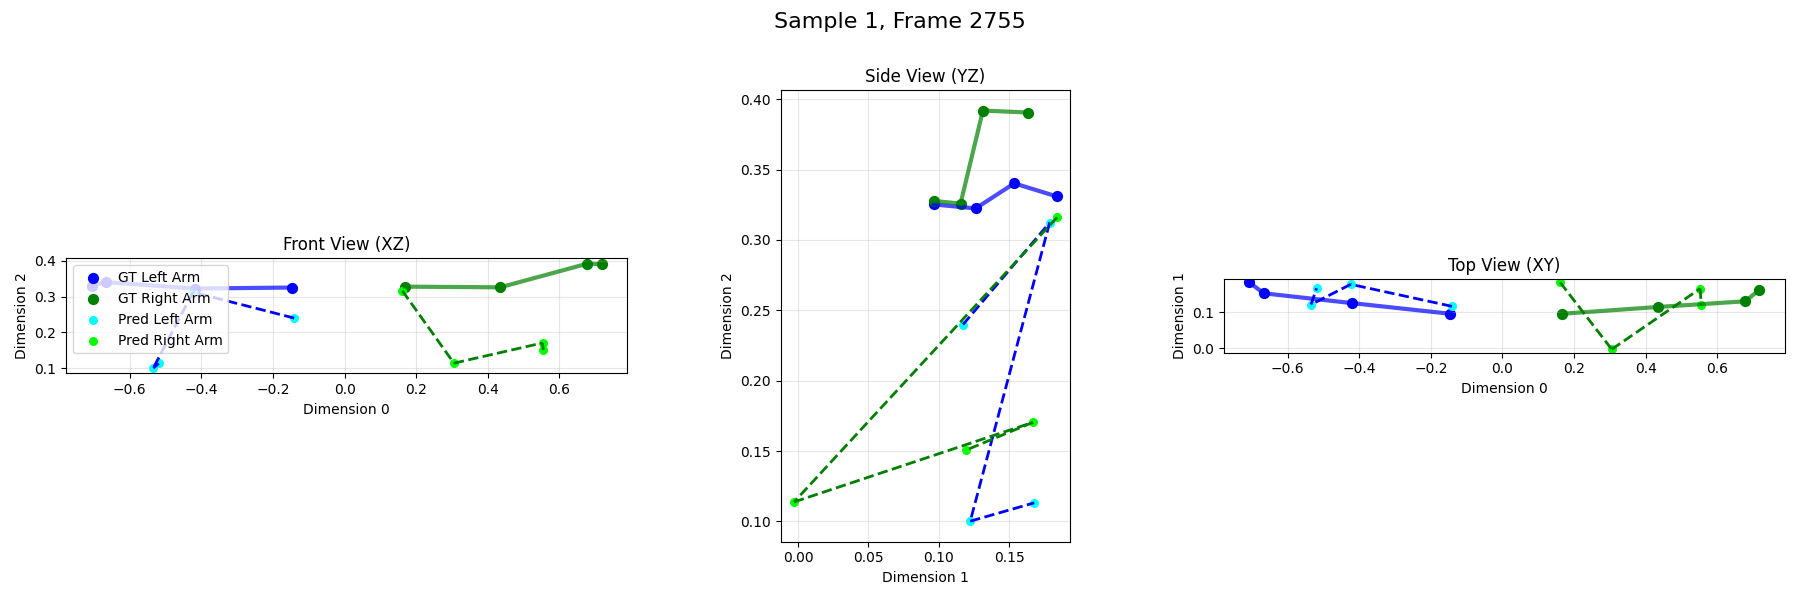 Sample 1, Frame 2755
Front View (XZ)
Dimension 2
0.4
0.3
0.2
0.1
GT Left Arm
GT Right Arm
Pred Left Arm
Pred Right Arm
−0.6
−0.4
−0.2
0.0
0.2
0.4
0.6
Dimension 0
Side View (YZ)
Dimension 2
0.40
0.35
0.30
0.25
0.20
0.15
0.10
0.00
0.05
0.10
0.15
Dimension 1
Top View (XY)
Dimension 1
0.1
0.0
−0.6
−0.4
−0.2
0.0
0.2
0.4
0.6
Dimension 0